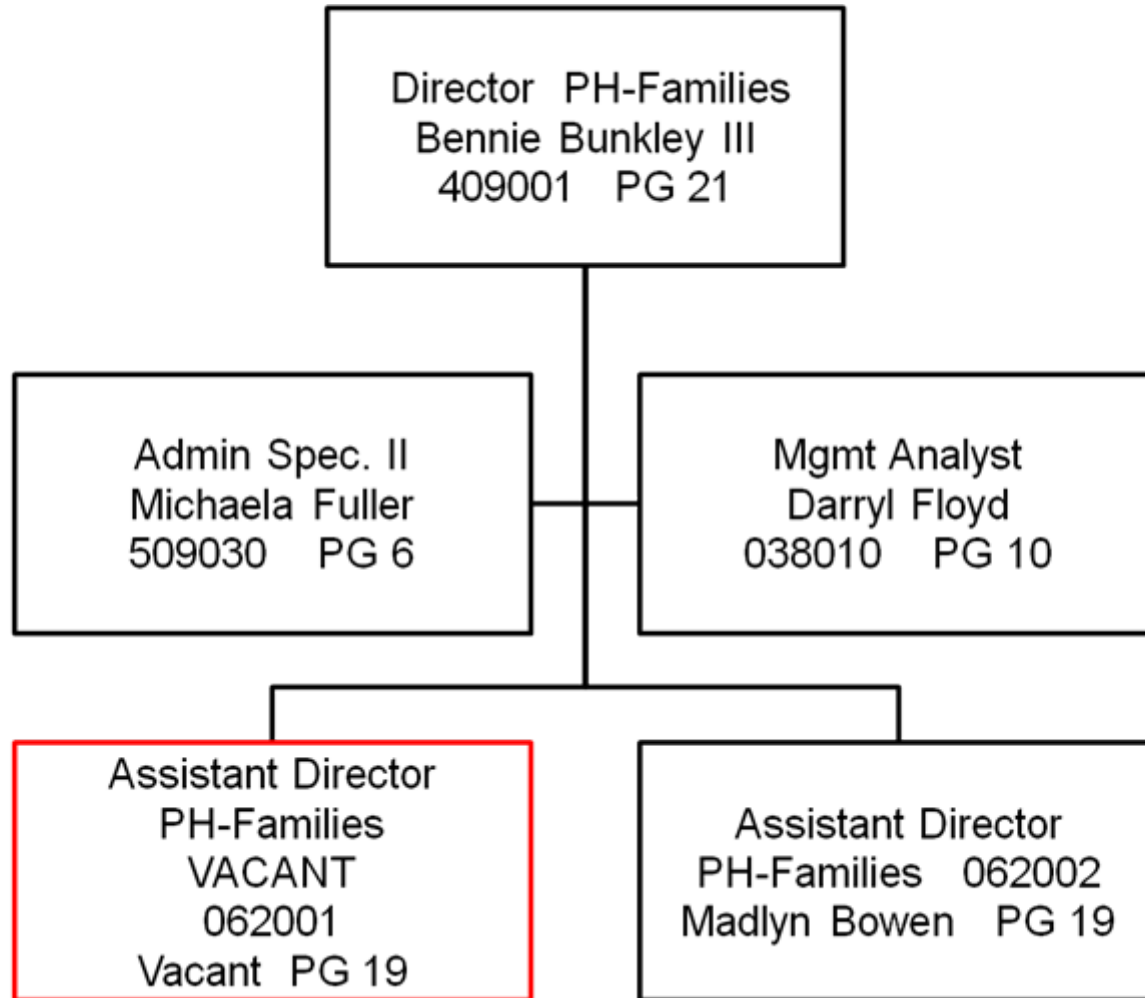 Director PH-Families
Bennie Bunkley III
409001 PG 21
Admin Spec. II
Michaela Fuller
509030 PG 6
Mgmt Analyst
Darryl Floyd
038010 PG 10
Assistant Director
PH-Families
VACANT
062001
Vacant PG 19
Assistant Director
PH-Families 062002
Madlyn Bowen PG 19